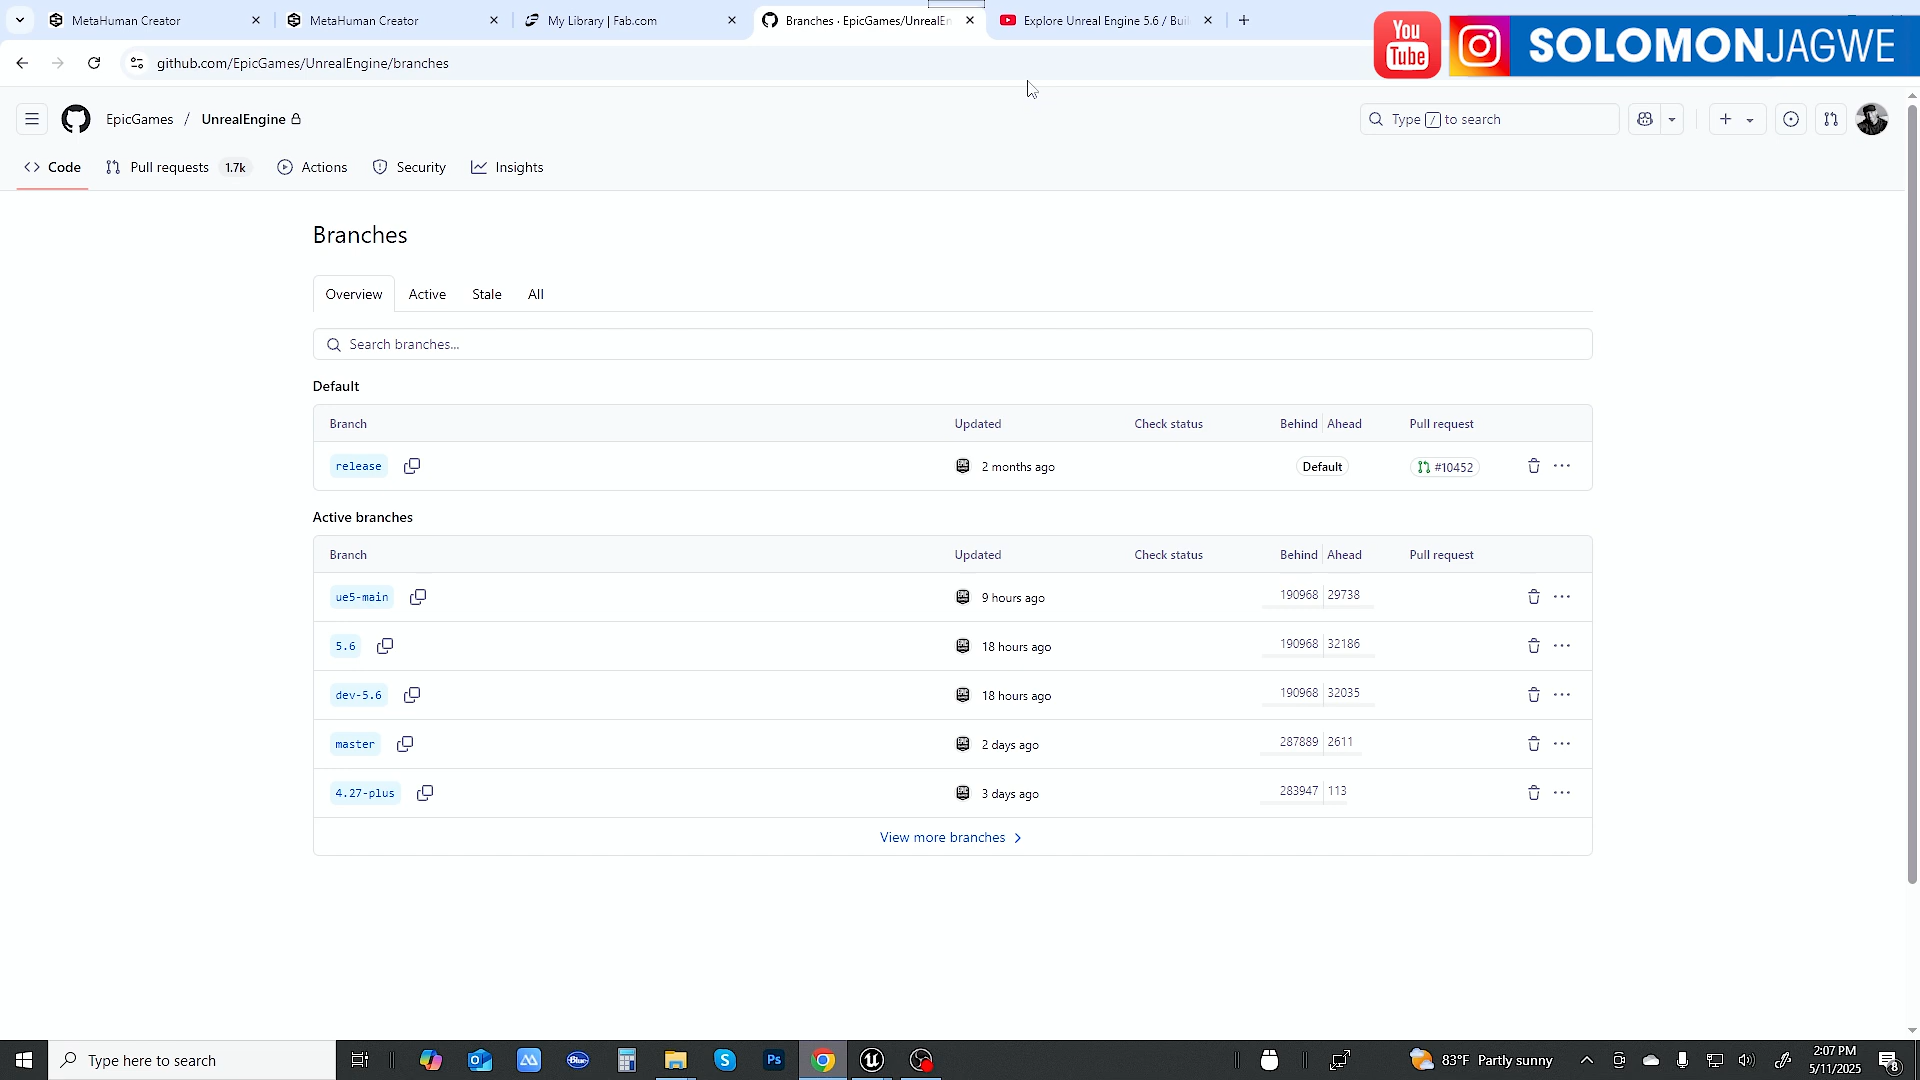 MetaHuman Creator
MetaHuman Creator
My Library | Fab.com
Branches · EpicGames/UnrealEn
Explore Unreal Engine 5.6 / Buil
github.com/EpicGames/UnrealEngine/branches
You
Tube
SOLOMONJAGWE
EpicGames / UnrealEngine
Type / to search
Code
Pull requests 1.7k
Actions
Security
Insights
Branches
Overview
Active
Stale
All
Search branches...
Default
Branch Updated Check status Behind Ahead Pull request
release 2 months ago Default #10452
Active branches
Branch Updated Check status Behind Ahead Pull request
ue5-main 9 hours ago 190968 29738
5.6 18 hours ago 190968 32186
dev-5.6 18 hours ago 190968 32035
master 2 days ago 287889 2611
4.27-plus 3 days ago 283947 113
View more branches
Type here to search
Blue
Ps
83°F Partly sunny
2:07 PM
5/11/2025
8